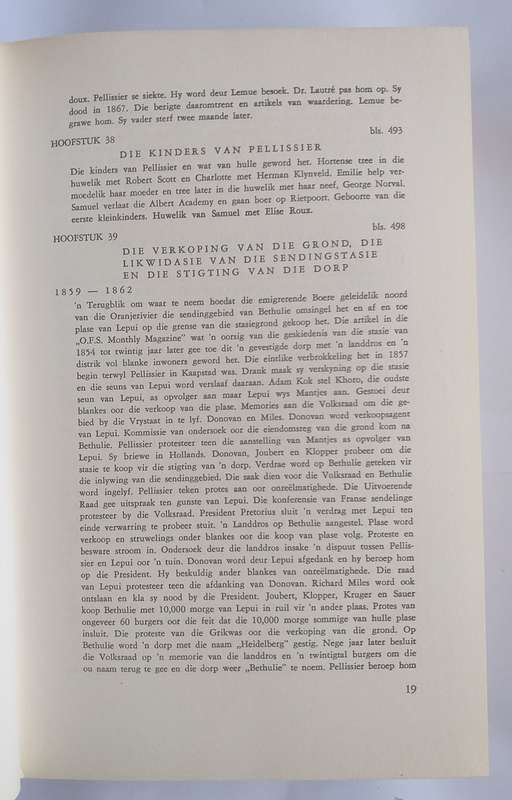 doux. Pellissier se siekte. Hy word deur Lemue besoek. Dr. Lautré pas hom op. Sy
dood in 1867. Die berigte daaromtrent en artikels van waardering. Lemue be-
grawe hom. Sy vader sterf twee maande later.
HOOFSTUK 38
bls. 493
DIE KINDERS VAN PELLISSIER
Die kinders van Pellissier en wat van hulle geword het. Hortense tree in die
huwelik met Robert Scott en Charlotte met Herman Klynveld. Emilie help ver-
moedelik haar moeder en tree later in die huwelik met haar neef, George Norval.
Samuel verlaat die Albert Academy en gaan boer op Rietpoort. Geboorte van die
eerste kleinkinders. Huwelik van Samuel met Elise Roux.
bls. 498
HOOFSTUK 39
DIE VERKOPING VAN DIE GROND, DIE
LIKWIDASIE VAN DIE SENDINGSTASIE
EN DIE STIGTING VAN DIE DORP
1859 — 1862
'n Terugblik om waar te neem hoedat die emigrerende Boere geleidelik noord
van die Oranjerivier die sendinggebied van Bethulie omsingel het en af en toe
plase van Lepui op die grense van die stasiegrond gekoop het. Die artikel in die
„O.F.S. Monthly Magazine” wat 'n oorsig van die geskiedenis van die stasie van
1854 tot twintig jaar later gee toe dit 'n gevestigde dorp met 'n landdros en 'n
distrik vol blanke inwoners geword het. Die eintlike verbrokkeling het in 1857
begin terwyl Pellissier in Kaapstad was. Drank maak sy verskyning op die stasie
en die seuns van Lepui word verslaaf daaraan. Adam Kok stel Khoro, die oudste
seun van Lepui, as opvolger aan maar Lepui wys Mantjes aan. Gestoei deur
blankes oor die verkoop van die plase. Memories aan die Volksraad om die ge-
bied by die Vrystaat in te lyf. Donovan en Miles. Donovan word verkoopsagent
van Lepui. Kommissie van ondersoek oor die eiendomsreg van die grond kom na
Bethulie. Pellissier protesteer teen die aanstelling van Mantjes as opvolger van
Lepui. Sy briewe in Hollands. Donovan, Joubert en Klopper probeer om die
stasie te koop vir die stigting van 'n dorp. Verdrae word op Bethulie geteken vir
die inlywing van die sendinggebied. Die saak dien voor die Volksraad en Bethulie
word ingelyf. Pellissier teken protes aan oor onreëlmatighede. Die Uitvoerende
Raad gee uitspraak ten gunste van Lepui. Die konferensie van Franse sendelinge
protesteer by die Volksraad. President Pretorius sluit 'n verdrag met Lepui ten
einde verwarring te probeer stuit. 'n Landdros op Bethulie aangestel. Plase word
verkoop en struwelings onder blankes oor die koop van plase volg. Proteste en
besware stroom in. Ondersoek deur die landdros insake 'n dispuut tussen Pellis-
sier en Lepui oor 'n tuin. Donovan word deur Lepui afgedank en hy beroep hom
op die President. Hy beskuldig ander blankes van onreëlmatighede. Die raad
van Lepui protesteer teen die afdanking van Donovan. Richard Miles word ook
ontslaan en kla sy nood by die President. Joubert, Klopper, Kruger en Sauer
koop Bethulie met 10,000 morge van Lepui in ruil vir 'n ander plaas. Protes van
ongeveer 60 burgers oor die feit dat die 10,000 morge sommige van hulle plase
insluit. Die proteste van die Grikwas oor die verkoping van die grond. Op
Bethulie word 'n dorp met die naam „Heidelberg” gestig. Nege jaar later besluit
die Volksraad op 'n memorie van die landdros en 'n twintigtal burgers om die
ou naam terug te gee en die dorp weer „Bethulie” te noem. Pellissier beroep hom
19